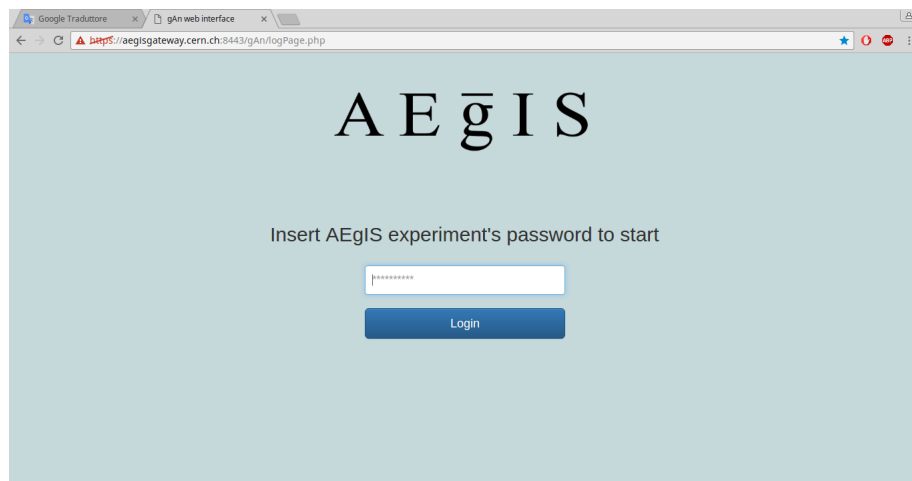 Google Traduttore
gAn web interface
https://aegisgateway.cern.ch:8443/gAn/logPage.php
ABP
AEḡIS
Insert AEgIS experiment's password to start
**********
Login